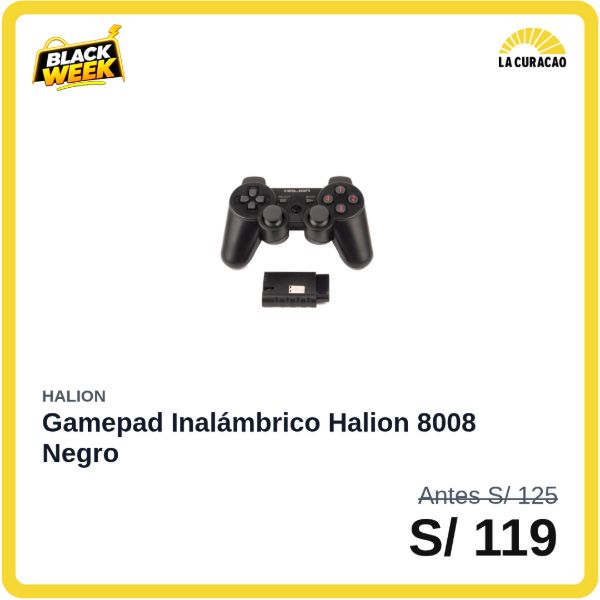 BLACK
WEEK
LA CURACAO
HALION
HALION
Gamepad Inalámbrico Halion 8008
Negro
Antes S/ 125
S/ 119